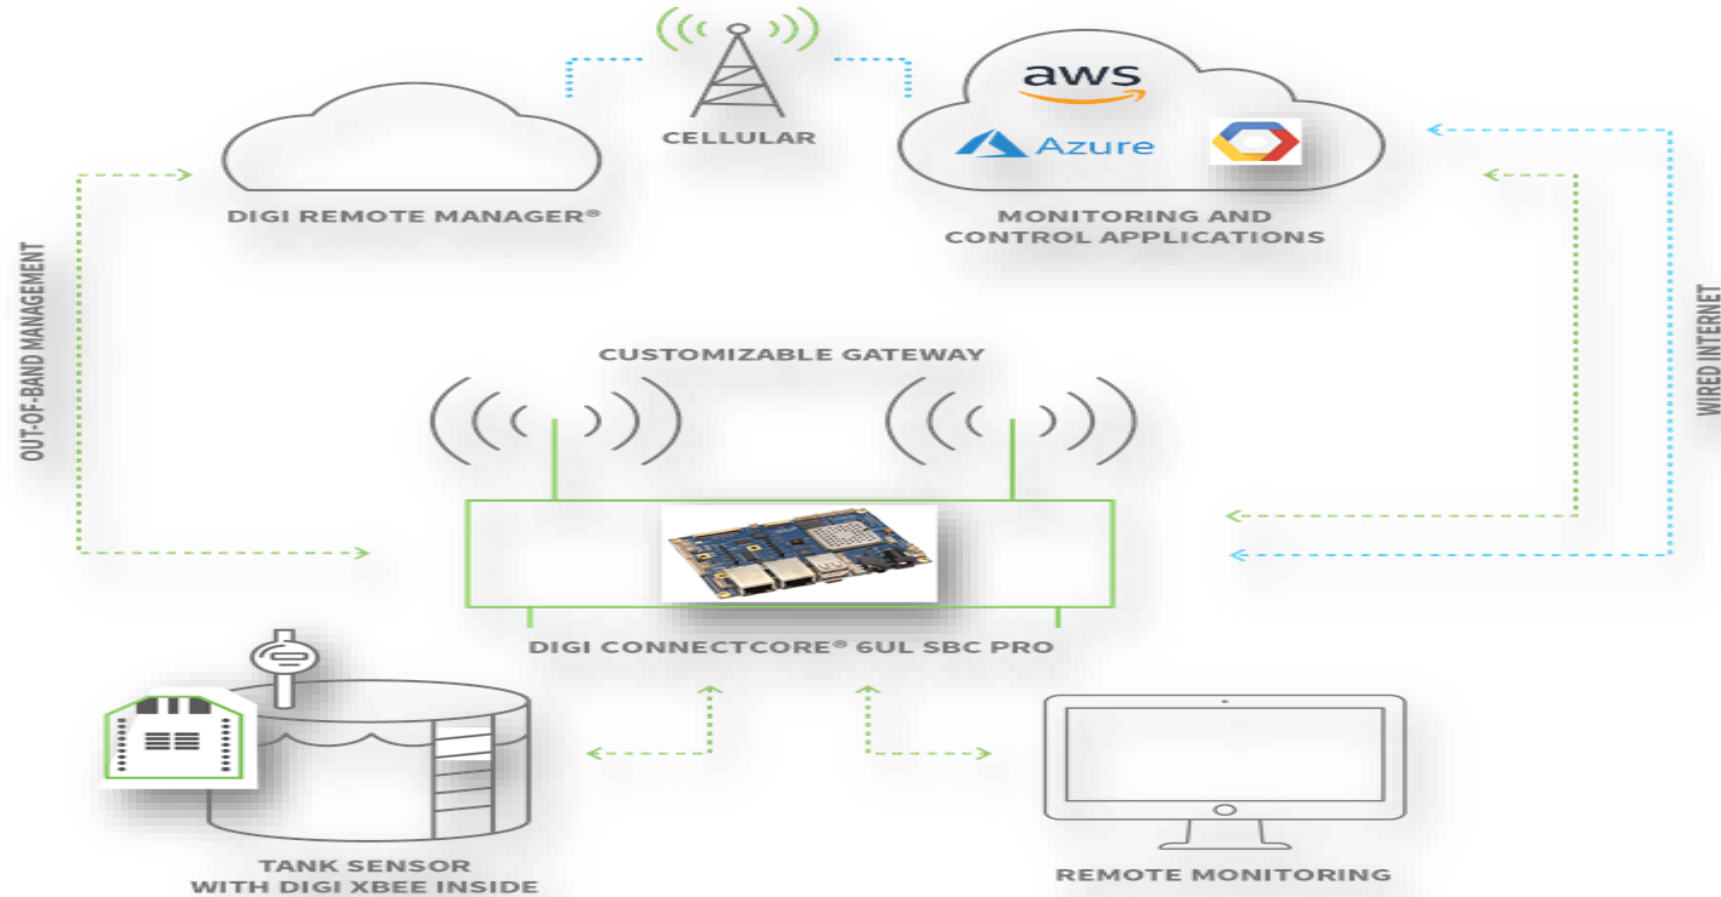 CELLULAR
aws
Azure
DIGI REMOTE MANAGER®
MONITORING AND
CONTROL APPLICATIONS
OUT-OF-BAND MANAGEMENT
WIRED INTERNET
CUSTOMIZABLE GATEWAY
DIGI CONNECTCORE® 6UL SBC PRO
TANK SENSOR
WITH DIGI XBEE INSIDE
REMOTE MONITORING